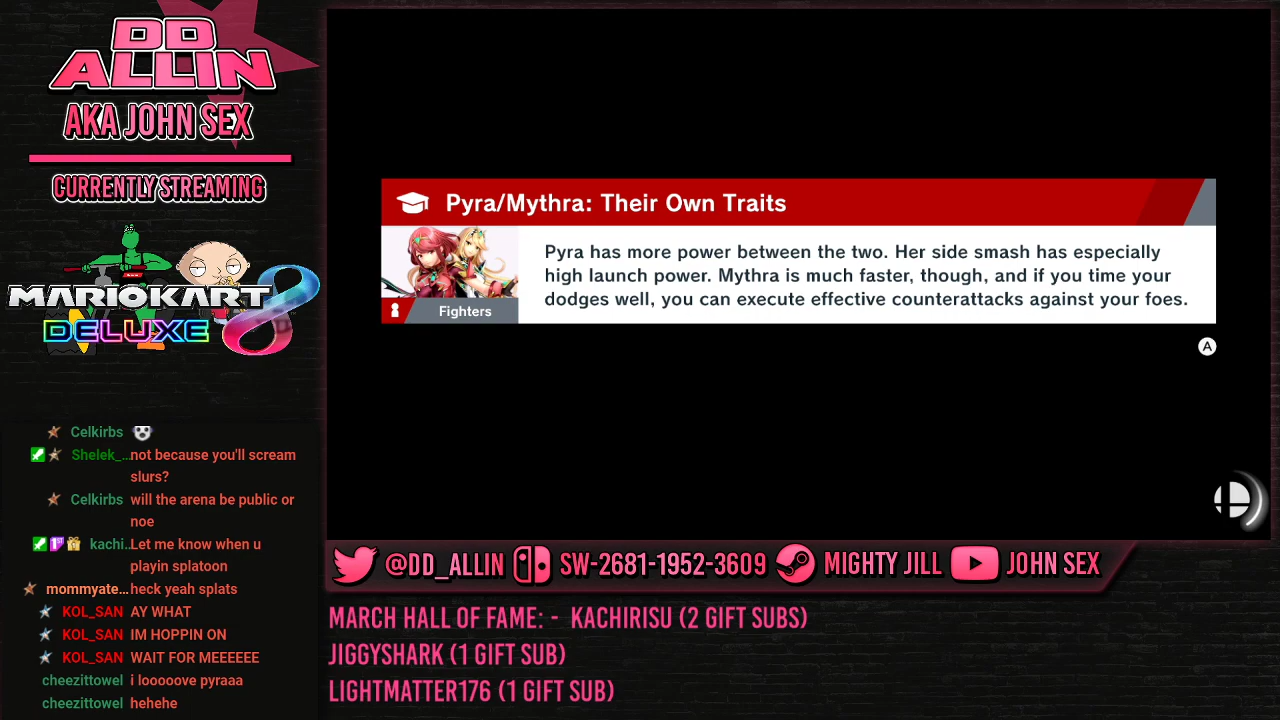 DD
ALLIN
AKA JOHN SEX
CURRENTLY STREAMING
MARIOKART
DELUXE 8
Celkirbs
Shelek_... not because you'll scream
slurs?
Celkirbs will the arena be public or
noe
kachi... Let me know when u
playin splatoon
mommyate... heck yeah splats
KOL_SAN AY WHAT
KOL_SAN IM HOPPIN ON
KOL_SAN WAIT FOR MEEEEEE
cheezittowel i looooove pyraaa
cheezittowel hehehe
Pyra/Mythra: Their Own Traits
Pyra has more power between the two. Her side smash has especially
high launch power. Mythra is much faster, though, and if you time your
dodges well, you can execute effective counterattacks against your foes.
Fighters
A
@DD_ALLIN SW-2681-1952-3609 MIGHTY JILL JOHN SEX
MARCH HALL OF FAME: - KACHIRISU (2 GIFT SUBS)
JIGGYSHARK (1 GIFT SUB)
LIGHTMATTER176 (1 GIFT SUB)